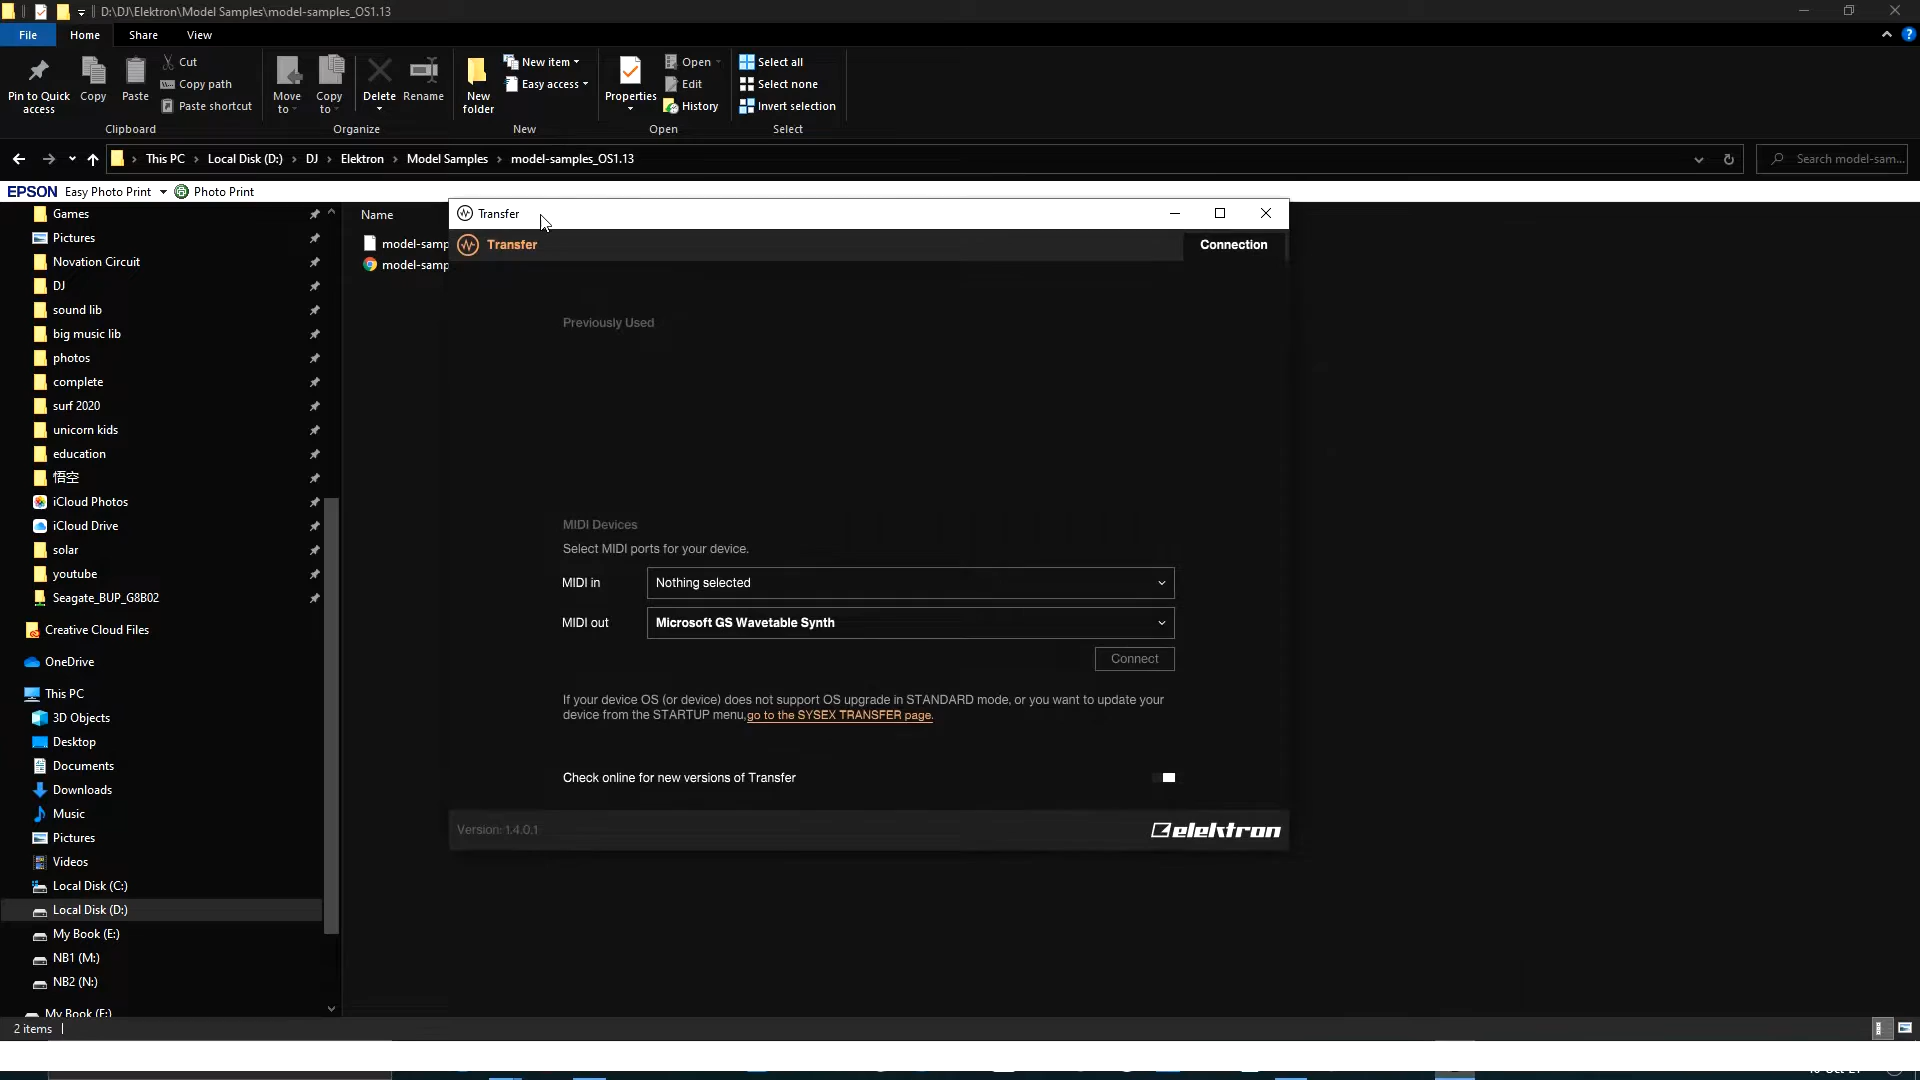 D:\DJ\Elektron\Model Samples\model-samples_OS1.13
File Home Share View
Pin to Quick access
Copy
Paste
Cut
Copy path
Paste shortcut
Clipboard
Move to
Copy to
Delete
Rename
Organize
New folder
New item
Easy access
New
Properties
Open
Edit
History
Open
Select all
Select none
Invert selection
Select
This PC Local Disk (D:) DJ Elektron Model Samples model-samples_OS1.13
Search model-sam...
EPSON Easy Photo Print Photo Print
Games
Pictures
Novation Circuit
DJ
sound lib
big music lib
photos
complete
surf 2020
unicorn kids
education
悟空
iCloud Photos
iCloud Drive
solar
youtube
Seagate_BUP_G8B02
Creative Cloud Files
OneDrive
This PC
3D Objects
Desktop
Documents
Downloads
Music
Pictures
Videos
Local Disk (C:)
Local Disk (D:)
My Book (E:)
NB1 (M:)
NB2 (N:)
My Book (E:)
2 items
Name
model-samp
model-samp
Transfer
Transfer
Connection
Previously Used
MIDI Devices
Select MIDI ports for your device.
MIDI in Nothing selected
MIDI out Microsoft GS Wavetable Synth
Connect
If your device OS (or device) does not support OS upgrade in STANDARD mode, or you want to update your
device from the STARTUP menu,go to the SYSEX TRANSFER page.
Check online for new versions of Transfer
Version: 1.4.0.1
elektron